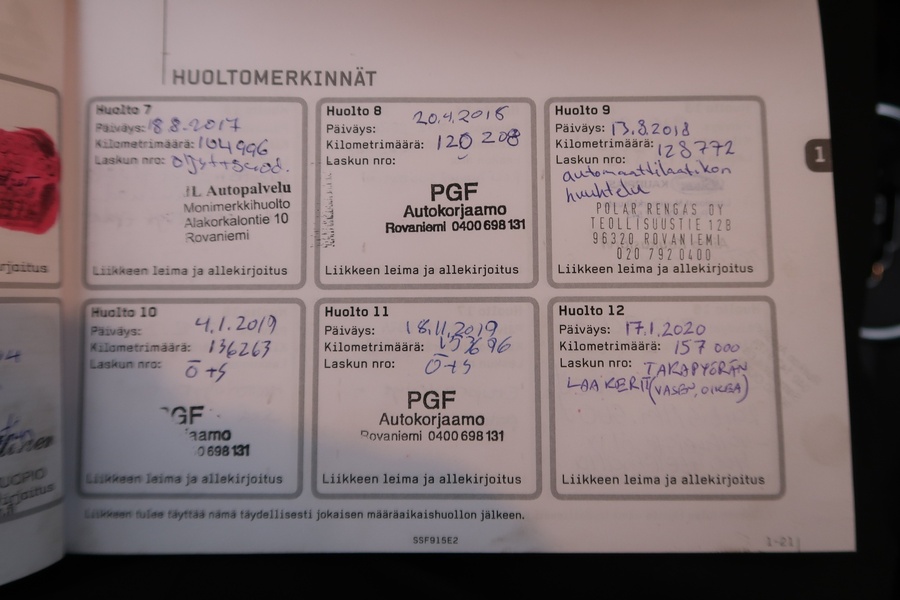 HUOLTOMERKINNÄT
Huolto 7
Päiväys: 18.8.2017
Kilometrimäärä: 104996
Laskun nro:
JL Autopalvelu
Monimerkkihuolto
Alakorkalontie 10
Rovaniemi
Liikkeen leima ja allekirjoitus
Huolto 8
Päiväys: 20.4.2018
Kilometrimäärä: 120 208
Laskun nro:
PGF
Autokorjaamo
Rovaniemi 0400 698 131
Liikkeen leima ja allekirjoitus
Huolto 9
Päiväys: 13.8.2018
Kilometrimäärä: 128772
Laskun nro:
automaattilaatikon
huuhtelu
POLAR RENGAS OY
TEOLLISUUSTIE 12B
96320 ROVANIEMI
020 792 0400
Liikkeen leima ja allekirjoitus
Huolto 10
Päiväys: 4.1.2019
Kilometrimäärä: 136263
Laskun nro: Ö+S
PGF
0698131
Liikkeen leima ja allekirjoitus
Huolto 11
Päiväys: 18.11.2019
Kilometrimäärä:
Laskun nro: Ö+S
PGF
Autokorjaamo
Rovaniemi 0400 698 131
Liikkeen leima ja allekirjoitus
Huolto 12
Päiväys: 17.1.2020
Kilometrimäärä: 157 000
Laskun nro: TAKAPYÖRÄN
LAAKERIT (VASEN, OIKEA)
Liikkeen leima ja allekirjoitus
Liikkeen tulee täyttää nämä täydellisesti jokaisen määräaikaishuollon jälkeen.
SSF915E2
1-21
1